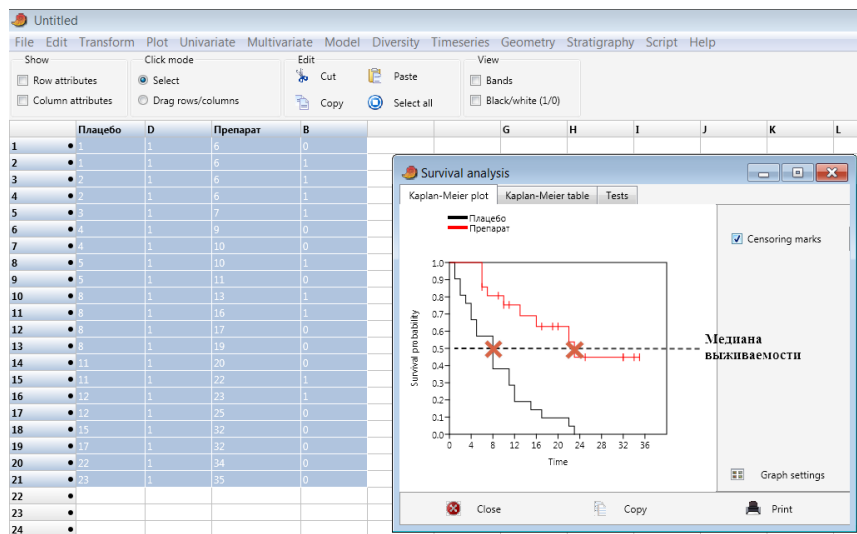 Untitled
File Edit Transform Plot Univariate Multivariate Model Diversity Timeseries Geometry Stratigraphy Script Help
Show Click mode Edit View
Row attributes Select Cut Paste Bands
Column attributes Drag rows/columns Copy Select all Black/white (1/0)
Плацебо D Препарат B G H I J K L
1 • 1 1 6 0
2 • 1 1 6 1
3 • 2 1 6 1
4 • 2 1 6 1
5 • 3 1 7 1
6 • 4 1 9 0
7 • 4 1 10 0
8 • 5 1 10 1
9 • 5 1 11 0
10 • 8 1 13 1
11 • 8 1 16 1
12 • 8 1 17 0
13 • 8 1 19 0
14 • 11 1 20 0
15 • 11 1 22 1
16 • 12 1 23 1
17 • 12 1 25 0
18 • 15 1 32 0
19 • 17 1 32 0
20 • 22 1 34 0
21 • 23 1 35 0
22 •
23 •
24 •
Survival analysis
Kaplan-Meier plot Kaplan-Meier table Tests
Плацебо
Препарат
Censoring marks
1.0
0.9
0.8
0.7
0.6
0.5
0.4
0.3
0.2
0.1
0.0
Survival probability
0 4 8 12 16 20 24 28 32 36
Time
Медиана
выживаемости
Graph settings
Close Copy Print